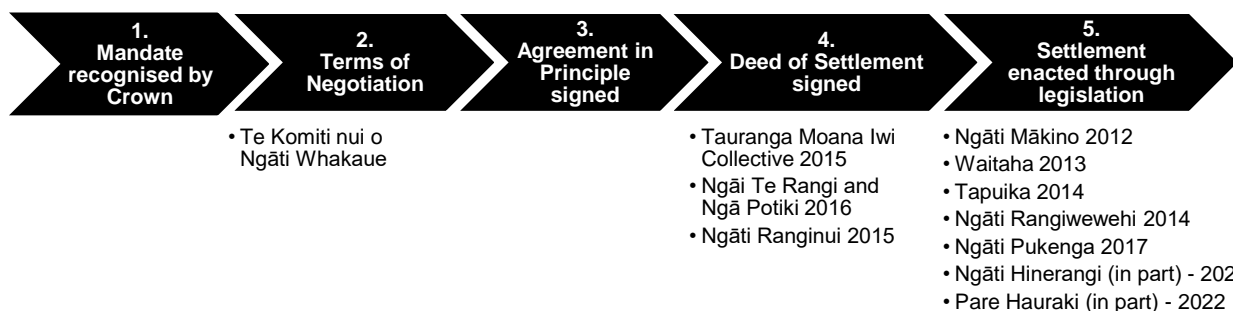 1.
Mandate
recognised by
Crown
2.
Terms of
Negotiation
3.
Agreement in
Principle
signed
4.
Deed of Settlement
signed
5.
Settlement
enacted through
legislation
• Te Komiti nui o
Ngāti Whakaue
• Tauranga Moana Iwi
Collective 2015
• Ngāi Te Rangi and
Ngā Potiki 2016
• Ngāti Ranginui 2015
• Ngāti Mākino 2012
• Waitaha 2013
• Tapuika 2014
• Ngāti Rangiwewehi 2014
• Ngāti Pukenga 2017
• Ngāti Hinerangi (in part) -
• Pare Hauraki (in part) - 2022